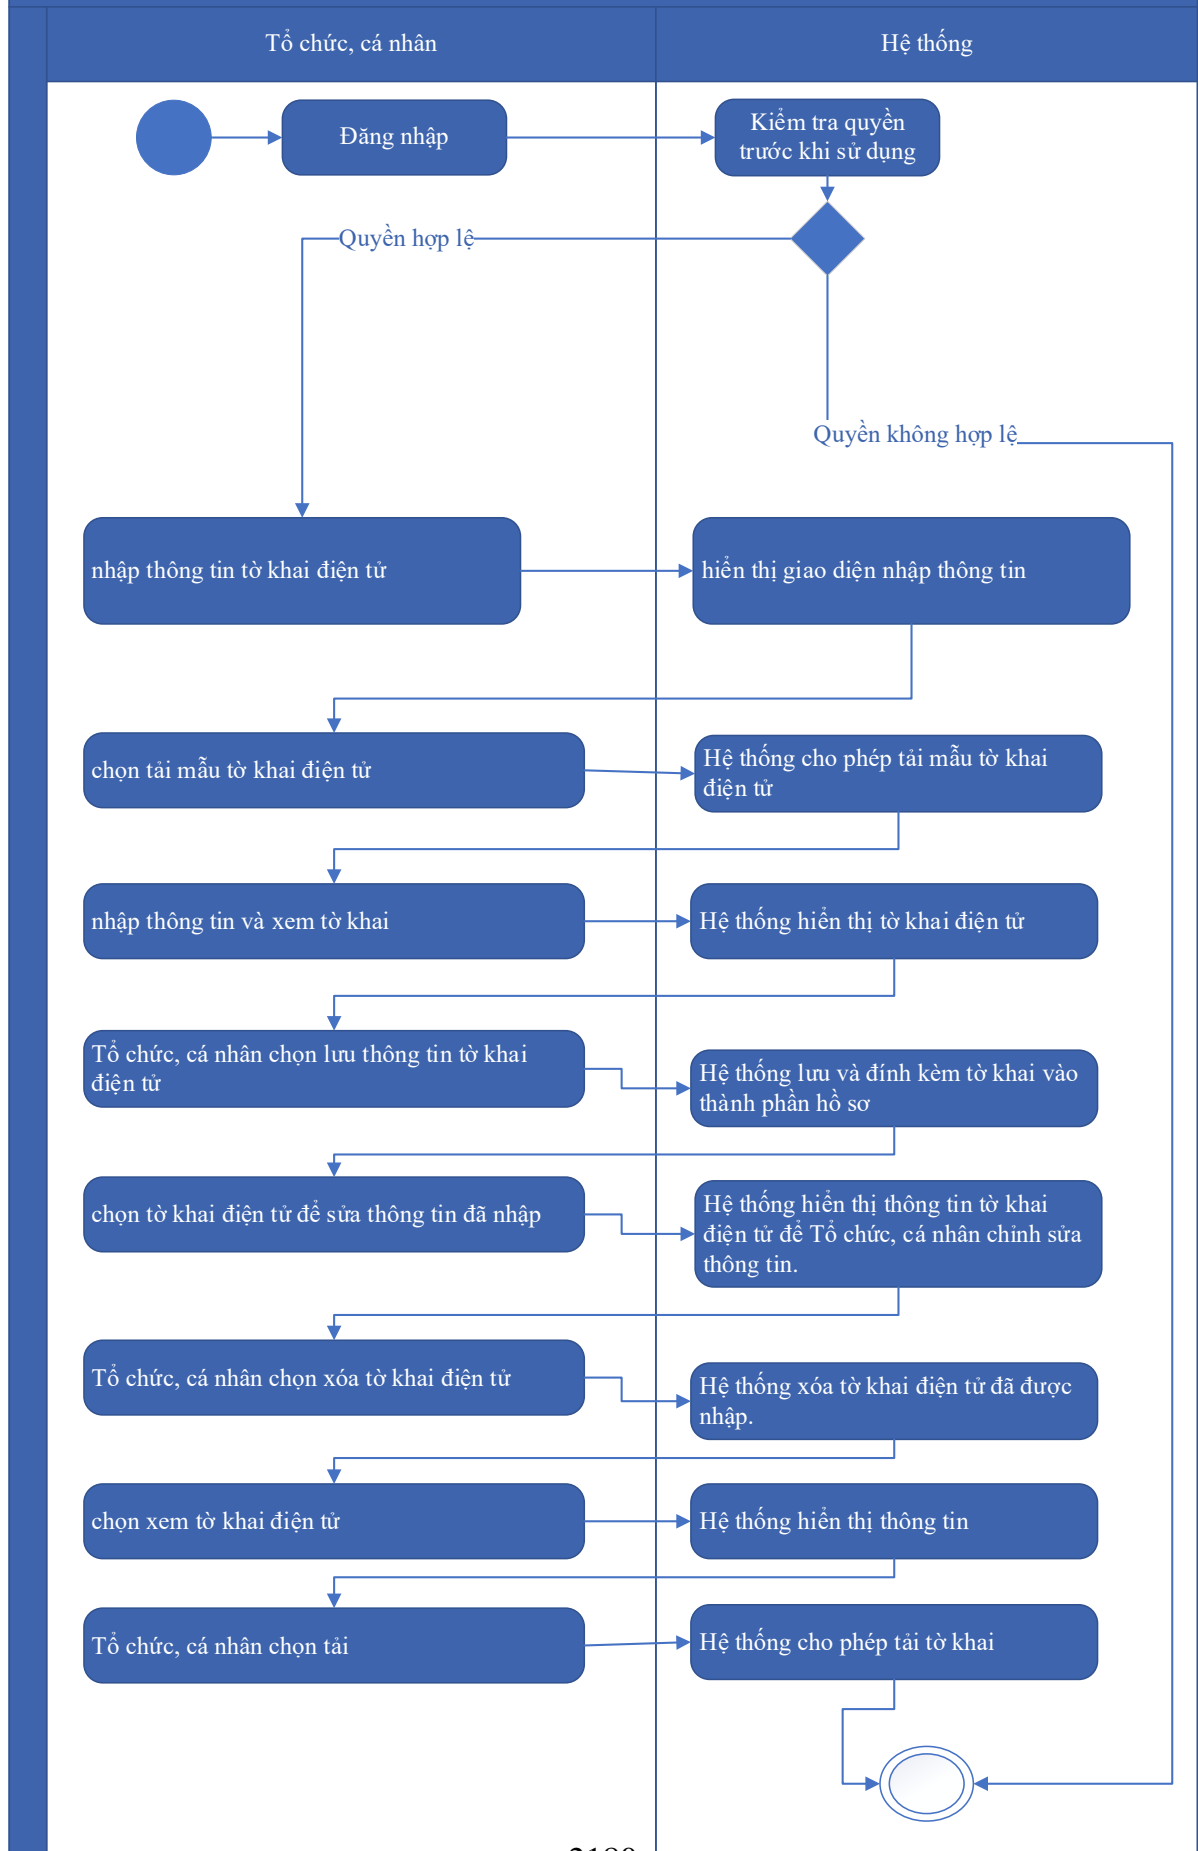 Tổ chức, cá nhân
Hệ thống
Đăng nhập
Kiểm tra quyền
trước khi sử dụng
Quyền hợp lệ
Quyền không hợp lệ
nhập thông tin tờ khai điện tử
hiển thị giao diện nhập thông tin
chọn tải mẫu tờ khai điện tử
Hệ thống cho phép tải mẫu tờ khai
điện tử
nhập thông tin và xem tờ khai
Hệ thống hiển thị tờ khai điện tử
Tổ chức, cá nhân chọn lưu thông tin tờ khai
điện tử
Hệ thống lưu và đính kèm tờ khai vào
thành phần hồ sơ
chọn tờ khai điện tử để sửa thông tin đã nhập
Hệ thống hiển thị thông tin tờ khai
điện tử để Tổ chức, cá nhân chỉnh sửa
thông tin.
Tổ chức, cá nhân chọn xóa tờ khai điện tử
Hệ thống xóa tờ khai điện tử đã được
nhập.
chọn xem tờ khai điện tử
Hệ thống hiển thị thông tin
Tổ chức, cá nhân chọn tải
Hệ thống cho phép tải tờ khai